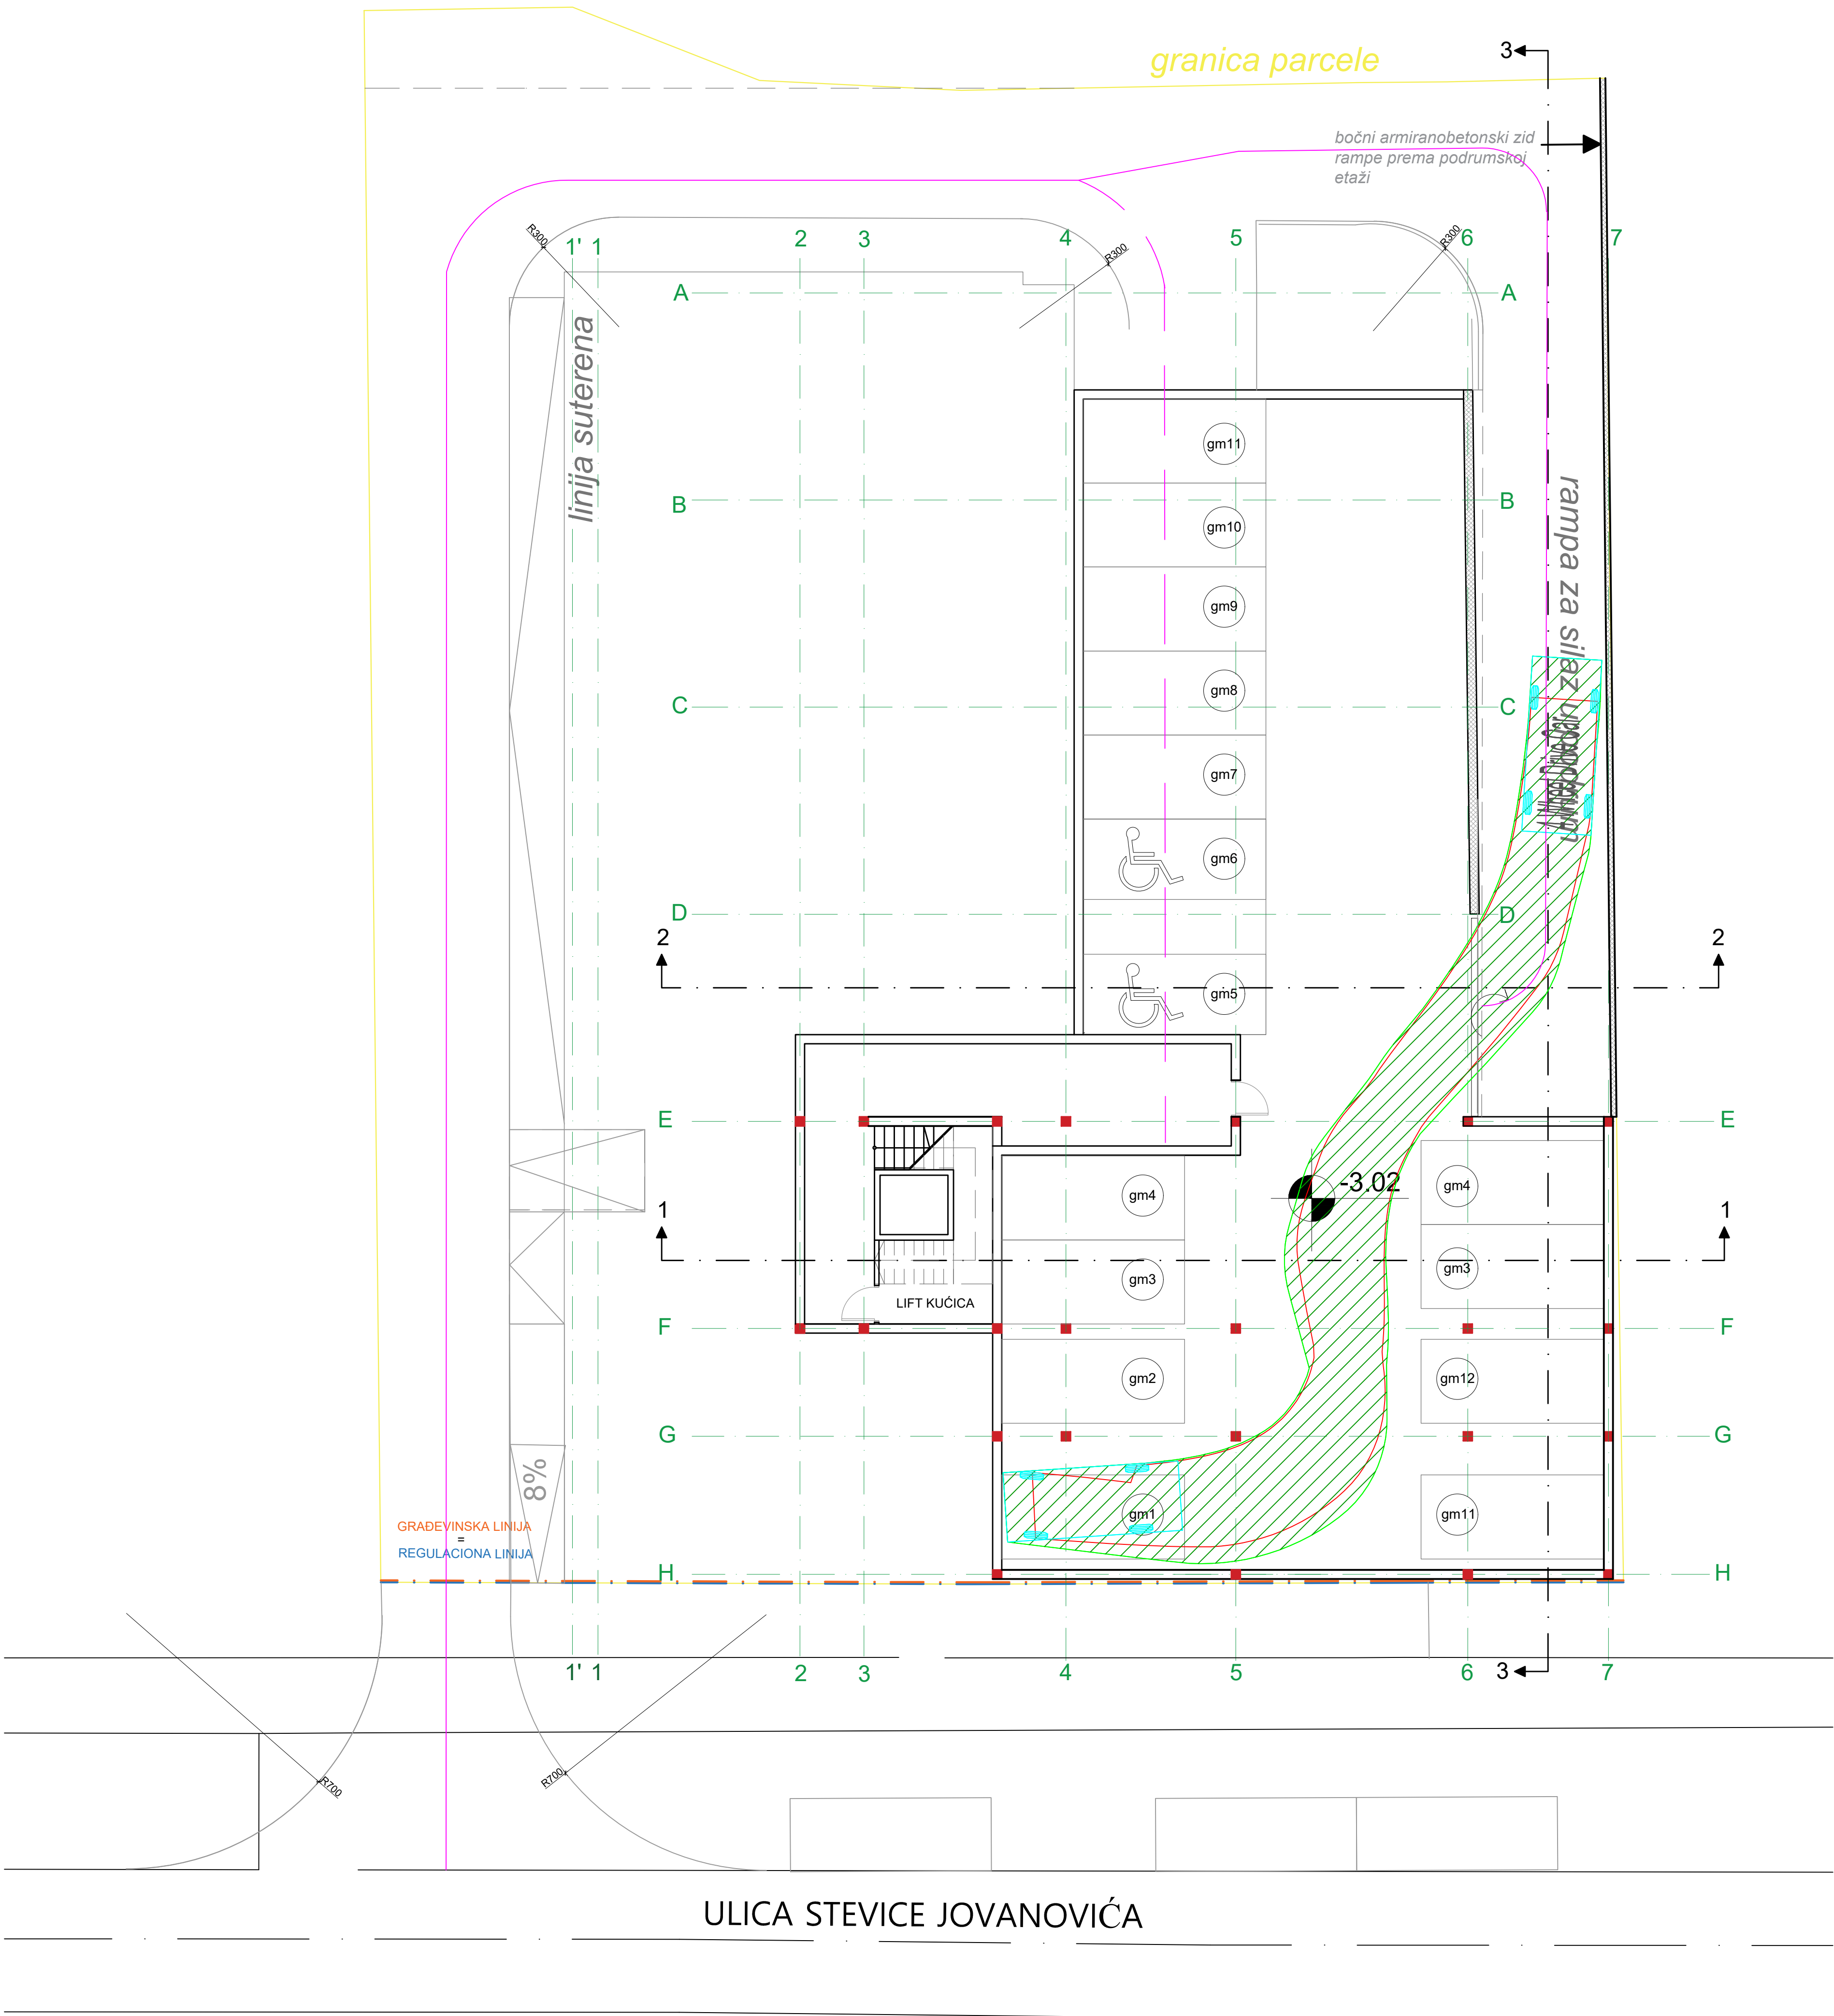 granica parcele
3
bočni armiranobetonski zid
rampe prema podrumskoj
etaži
R300
R300
R300
1'
1
2
3
4
5
6
7
A
A
linija suterena
gm11
B
B
rampa za silaz u podrum
gm10
gm9
gm8
C
C
gm7
gm6
D
D
2
2
gm5
E
E
-3.02
gm4
gm4
1
1
gm3
gm3
LIFT KUĆICA
F
F
gm2
gm12
G
G
8%
gm1
gm11
GRAĐEVINSKA LINIJA
=
REGULACIONA LINIJA
H
H
1'
1
2
3
4
5
6
3
7
R700
R700
ULICA STEVICE JOVANOVIĆA